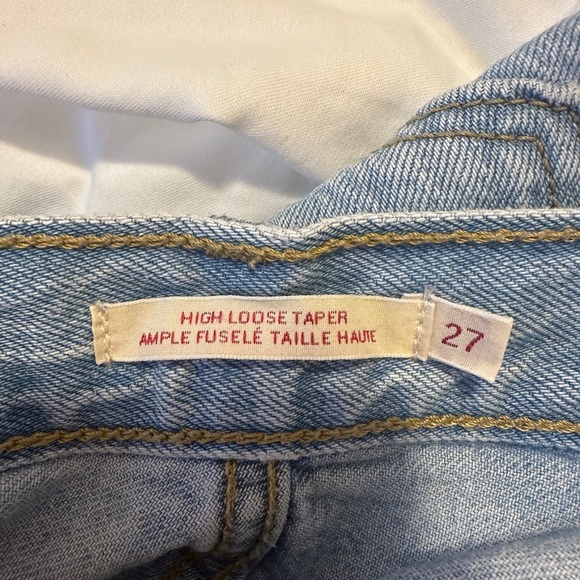 HIGH LOOSE TAPER
AMPLE FUSELÉ TAILLE HAUTE
27